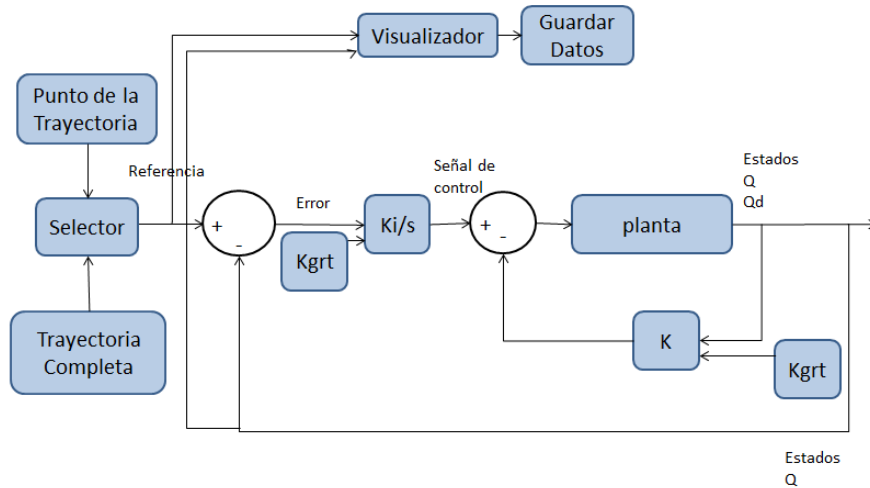 Visualizador
Guardar
Datos
Punto de la
Trayectoria
Referencia
Señal de
control
Estados
Q
Qd
Error
Selector
+
-
Ki/s
+
-
planta
Kgrt
Trayectoria
Completa
K
Kgrt
Estados
Q